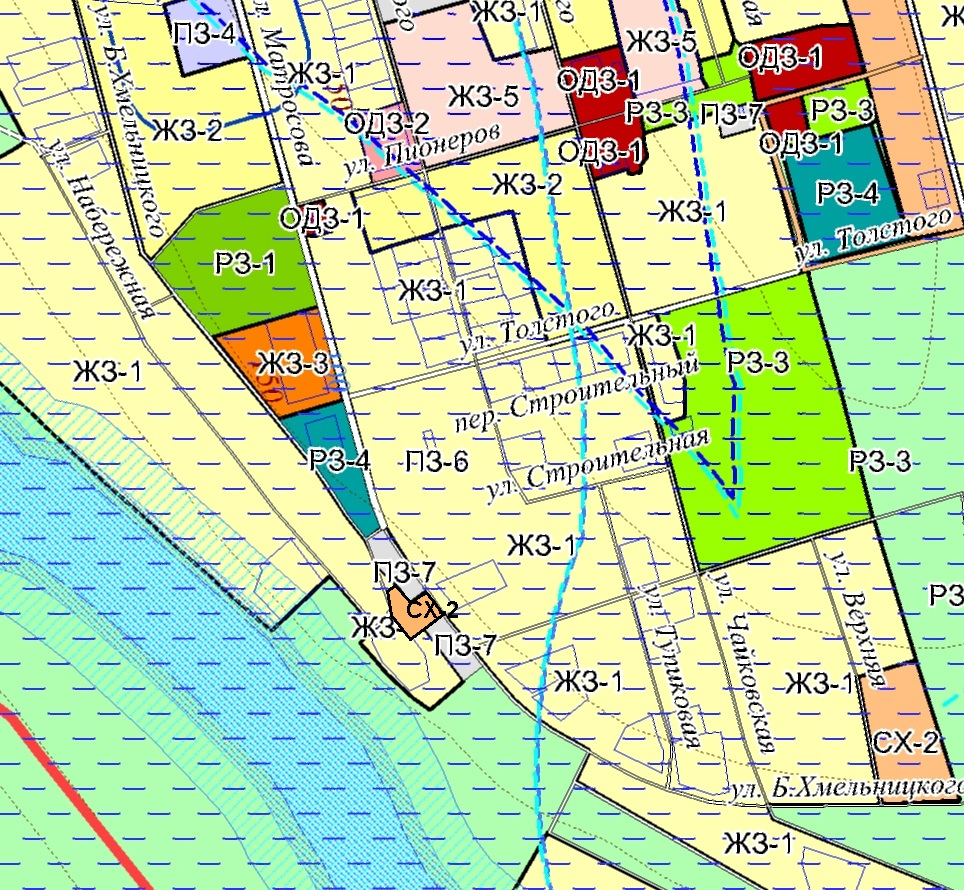 ЖЗ-1
ПЗ-4
ул. Б.Хмельницкого
Матросова
ЖЗ-1
ЖЗ-5
ОДЗ-1
ОДЗ-1
ЖЗ-5
ЖЗ-2
ОДЗ-2
РЗ-3
ПЗ-7
РЗ-3
ул. Пионеров
ОДЗ-1
ОДЗ-1
ул. Набережная
ЖЗ-2
РЗ-4
ОДЗ-1
ЖЗ-1
ул. Толстого
РЗ-1
ЖЗ-1
ул. Толстого
ЖЗ-1
ЖЗ-3
150
ЖЗ-1
РЗ-3
пер. Строительный
РЗ-4
ПЗ-6
ул. Строительная
РЗ-3
ЖЗ-1
ПЗ-7
СХ-2
ПЗ-7
ул. Тупиковая
ул. Чайковская
ул. Верхняя
ЖЗ-1
ЖЗ-1
СХ-2
ул. Б.Хмельницкого
ЖЗ-1